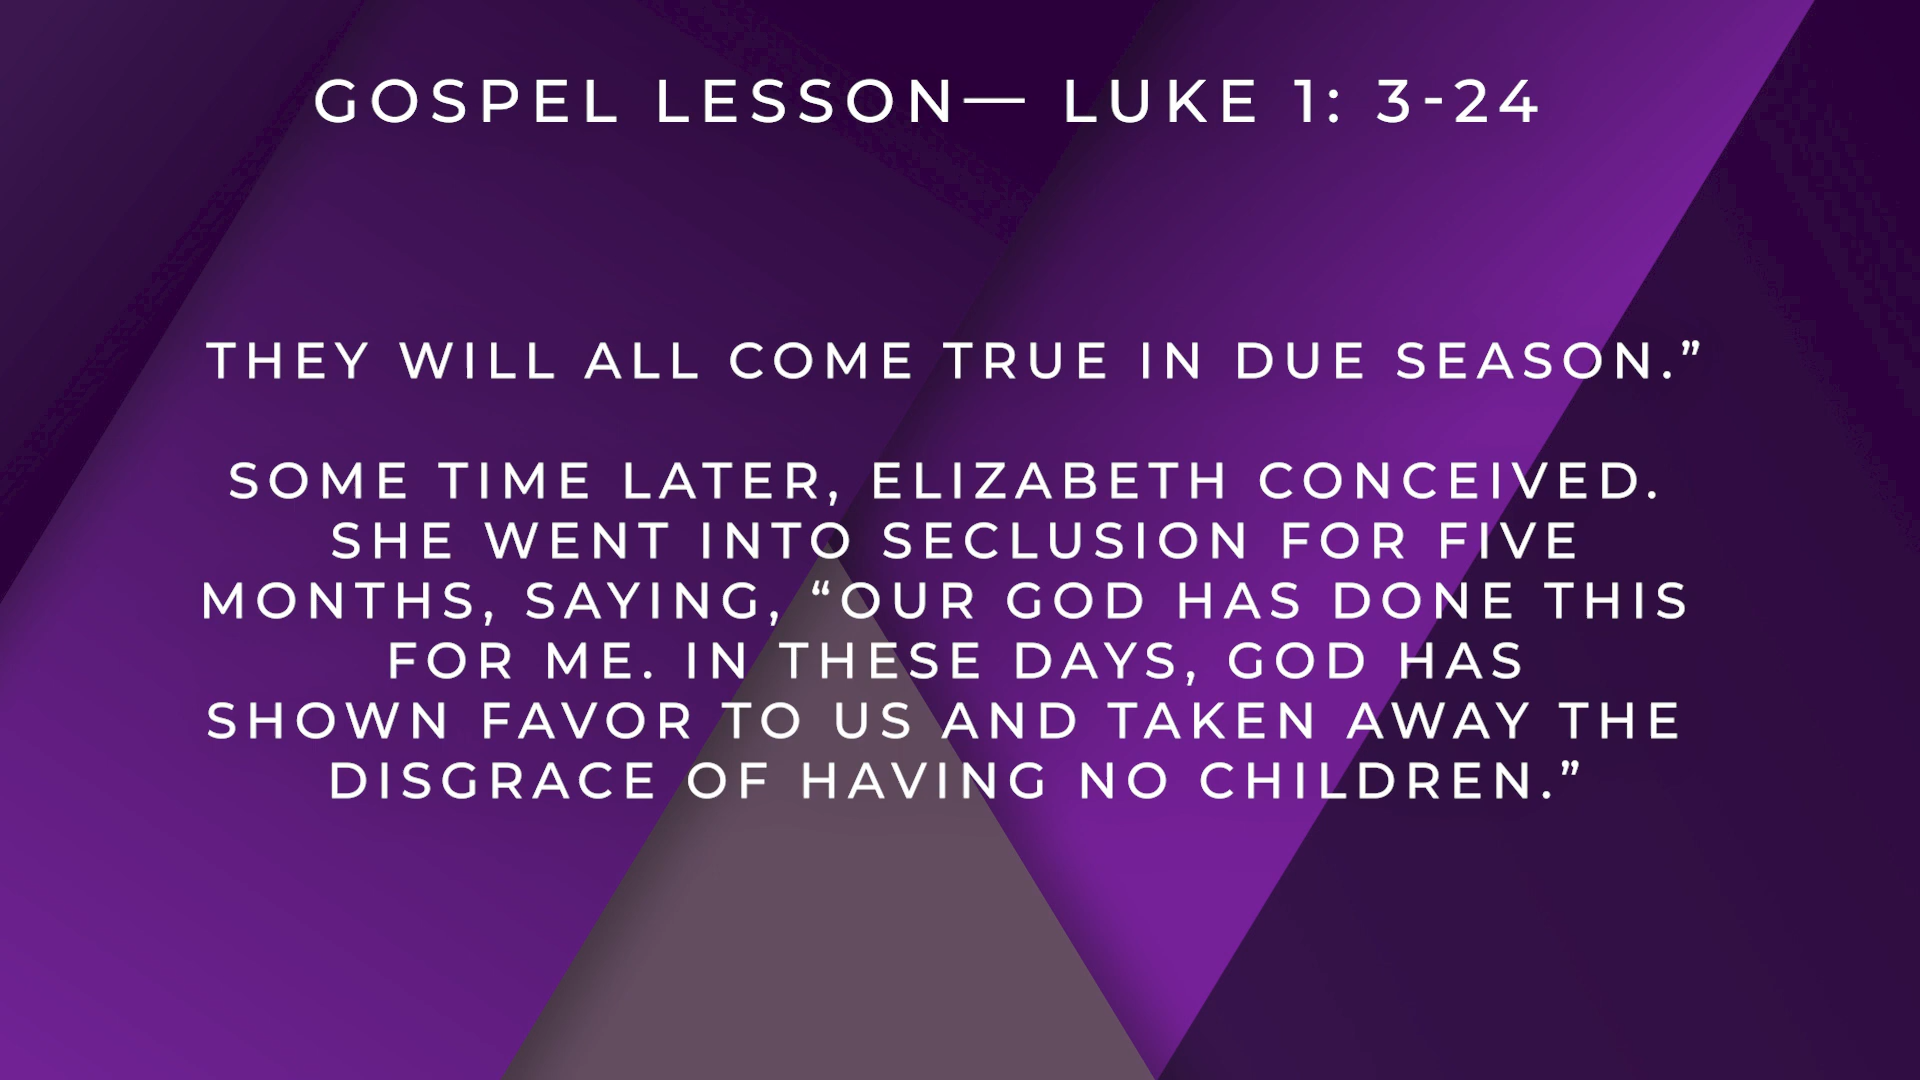 GOSPEL LESSON— LUKE 1: 3-24
THEY WILL ALL COME TRUE IN DUE SEASON.”
SOME TIME LATER, ELIZABETH CONCEIVED.
SHE WENT INTO SECLUSION FOR FIVE
MONTHS, SAYING, “OUR GOD HAS DONE THIS
FOR ME. IN THESE DAYS, GOD HAS
SHOWN FAVOR TO US AND TAKEN AWAY THE
DISGRACE OF HAVING NO CHILDREN.”